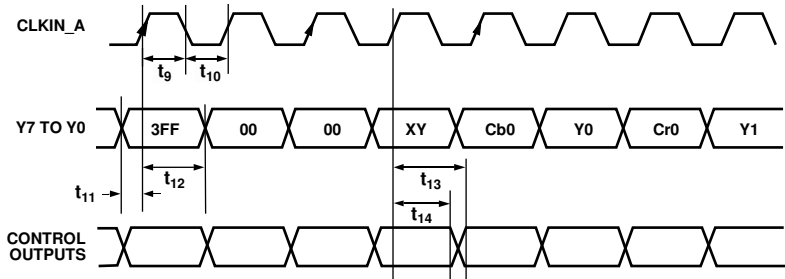 CLKIN_A
t9 t10
Y7 TO Y0 3FF 00 00 XY Cb0 Y0 Cr0 Y1
t11 t12 t13
t14
CONTROL
OUTPUTS